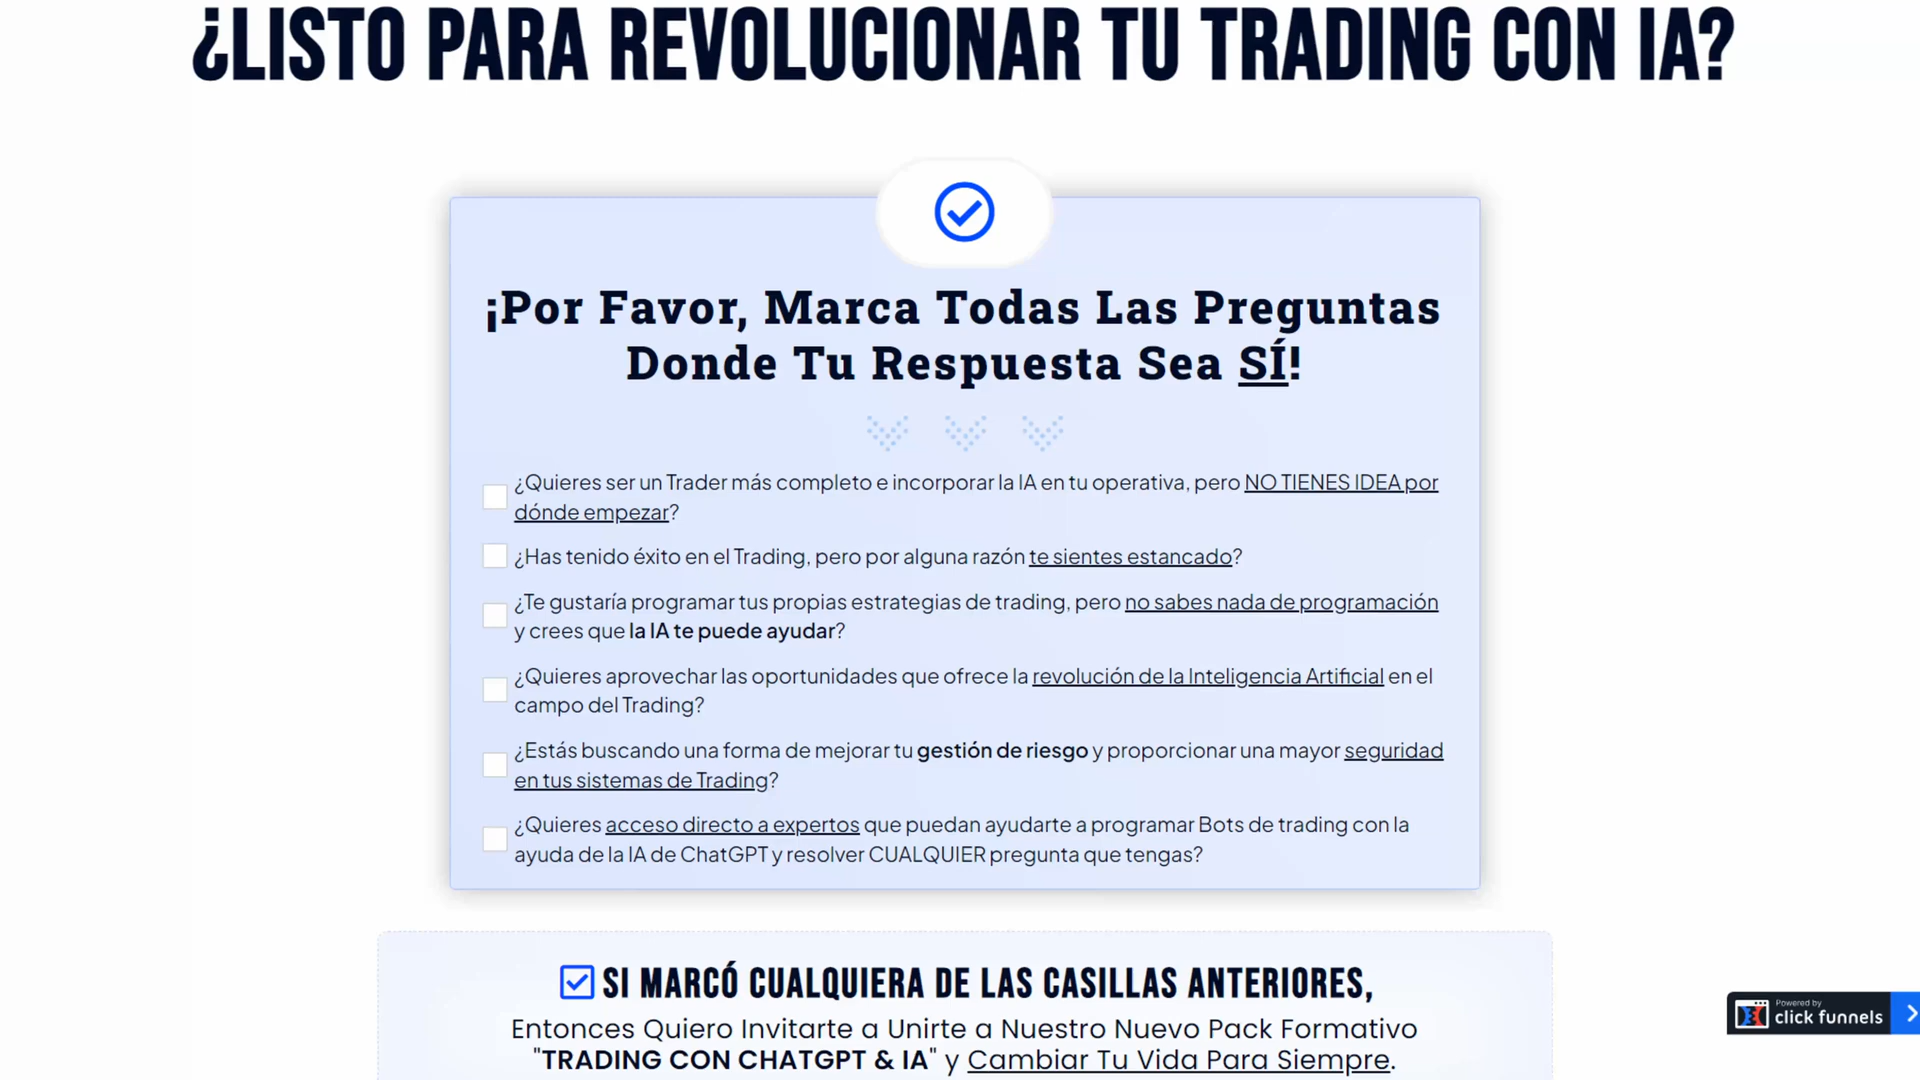 ¿LISTO PARA REVOLUCIONAR TU TRADING CON IA?
¡Por Favor, Marca Todas Las Preguntas
Donde Tu Respuesta Sea SÍ!
¿Quieres ser un Trader más completo e incorporar la IA en tu operativa, pero NO TIENES IDEA por
dónde empezar?
¿Has tenido éxito en el Trading, pero por alguna razón te sientes estancado?
¿Te gustaría programar tus propias estrategias de trading, pero no sabes nada de programación
y crees que la IA te puede ayudar?
¿Quieres aprovechar las oportunidades que ofrece la revolución de la Inteligencia Artificial en el
campo del Trading?
¿Estás buscando una forma de mejorar tu gestión de riesgo y proporcionar una mayor seguridad
en tus sistemas de Trading?
¿Quieres acceso directo a expertos que puedan ayudarte a programar Bots de trading con la
ayuda de la IA de ChatGPT y resolver CUALQUIER pregunta que tengas?
SI MARCÓ CUALQUIERA DE LAS CASILLAS ANTERIORES,
Entonces Quiero Invitarte a Unirte a Nuestro Nuevo Pack Formativo
"TRADING CON CHATGPT & IA" y Cambiar Tu Vida Para Siempre.
Powered by
click funnels